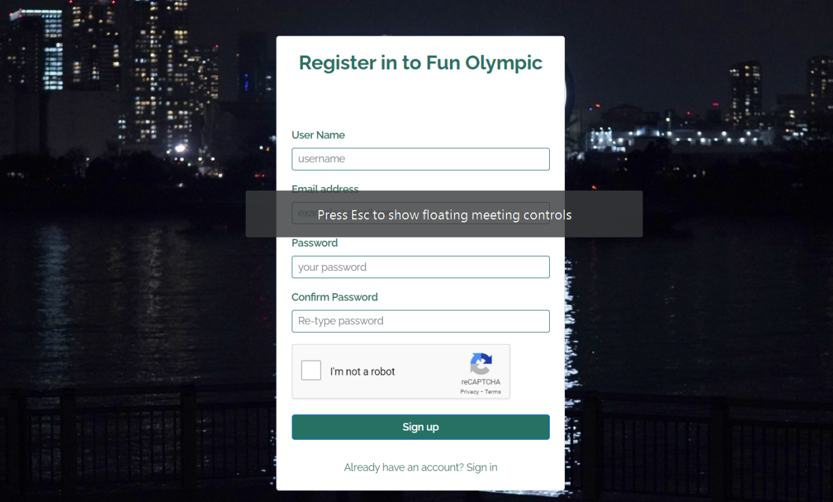 Register in to Fun Olympic
User Name
username
Email address
Press Esc to show floating meeting controls
Password
your password
Confirm Password
Re-type password
I'm not a robot
reCAPTCHA
Privacy - Terms
Sign up
Already have an account? Sign in